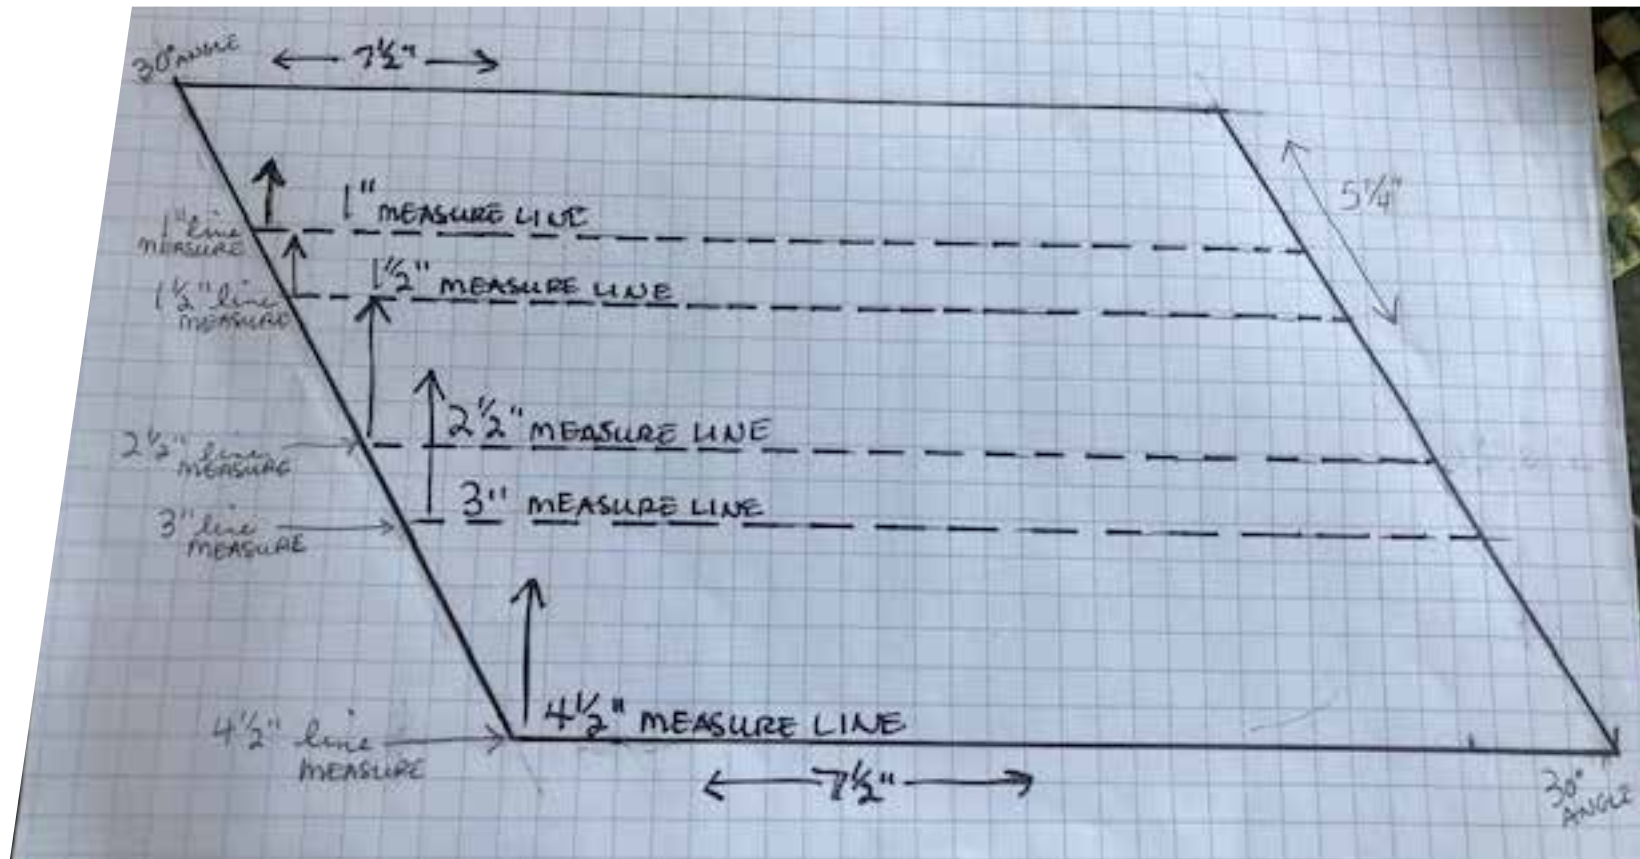 30° ANGLE
← 7½" →
1" MEASURE LINE
1" line
MEASURE
5¼"
1½" MEASURE LINE
1½" line
MEASURE
2½" MEASURE LINE
2½" line
MEASURE
3" MEASURE LINE
3" line
MEASURE
4½" MEASURE LINE
4½" line
MEASURE
← 7½" →
30°
ANGLE